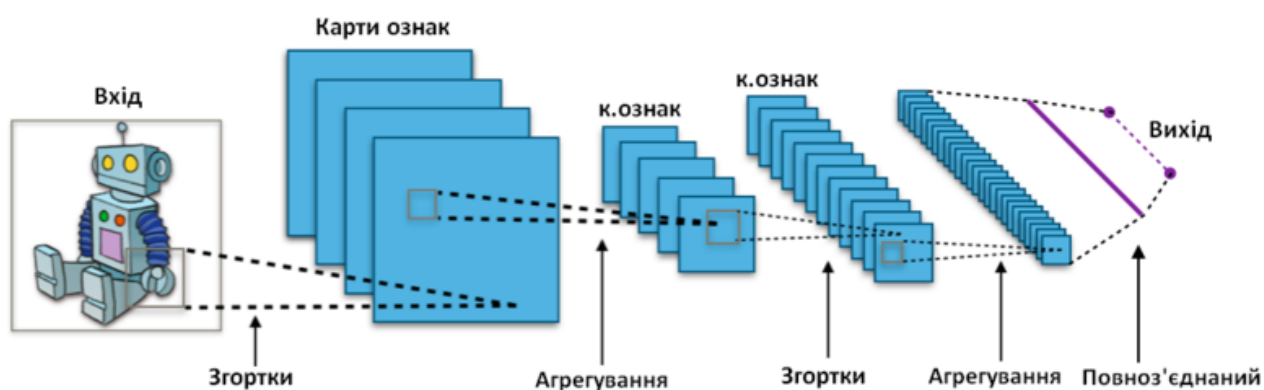 Карти ознак
Вхід
к.ознак
к.ознак
Вихід
Згортки
Агрегування
Згортки
Агрегування
Повноз'єднаний